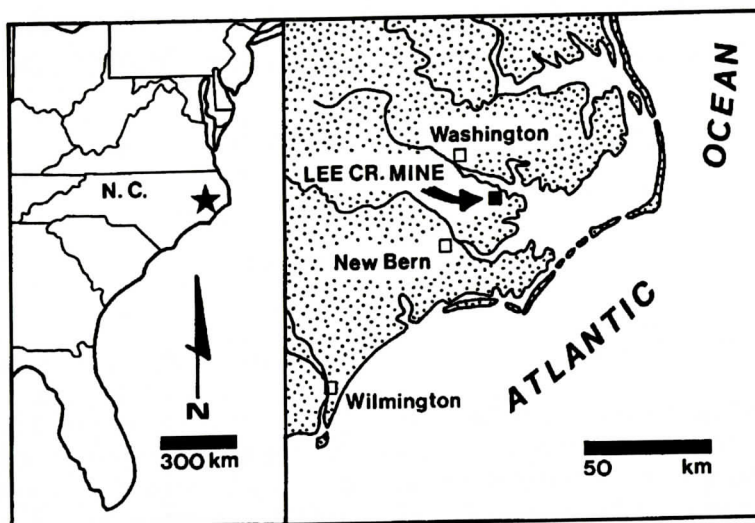 N. C.
N
300 km
Washington
LEE CR. MINE
New Bern
Wilmington
ATLANTIC
OCEAN
50 km